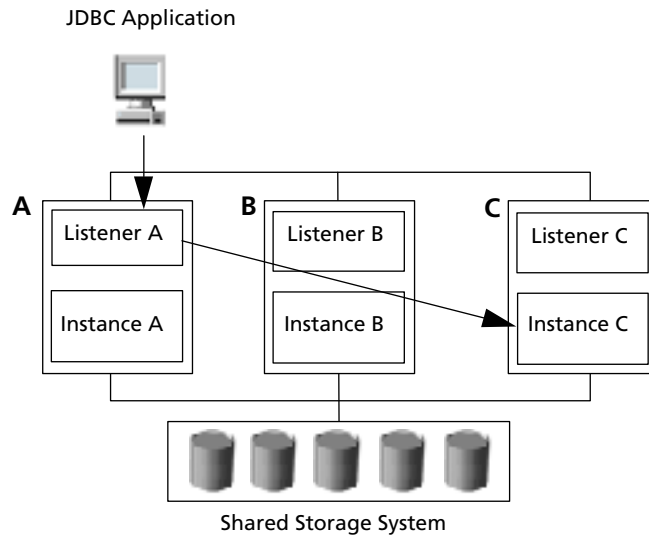 JDBC Application
A
B
C
Listener A
Listener B
Listener C
Instance A
Instance B
Instance C
Shared Storage System